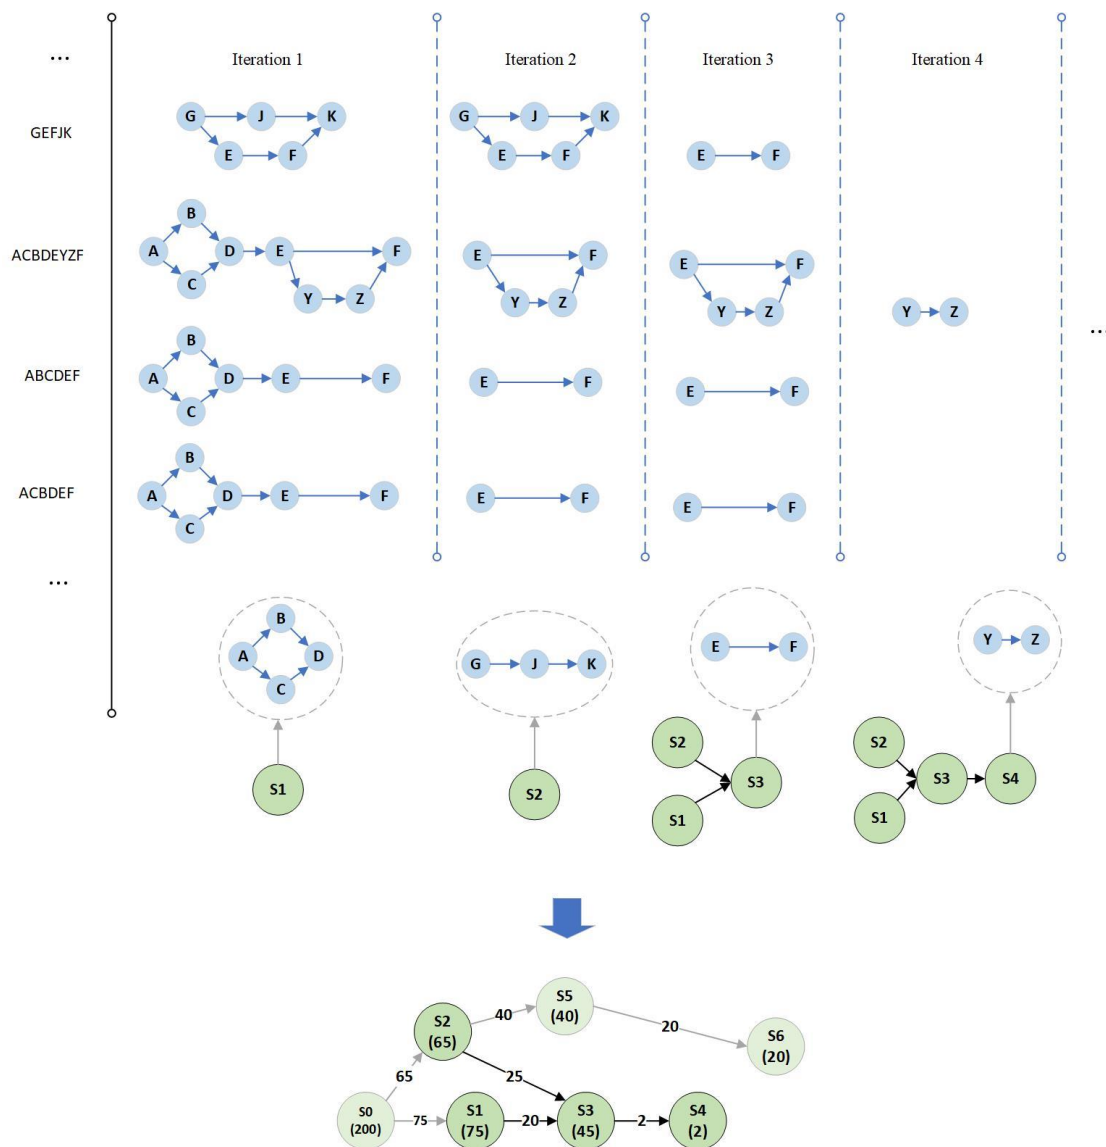 ...
Iteration 1 Iteration 2 Iteration 3 Iteration 4
GEFJK
G J K G J K
E F E F E F
ACBDEYZF
B
A D E F E F E F
C
Y Z Y Z Y Z Y Z
...
ABCDEF
B
A D E F E F E F
C
ACBDEF
B
A D E F E F E F
C
...
B
A D
C
G J K
E F
Y Z
S1
S2
S2
S3
S1
S2
S3 S4
S1
S5
(40)
S2
(65)
40
20
S6
(20)
65
25
S0
(200)
75
S1
(75)
20
S3
(45)
2
S4
(2)